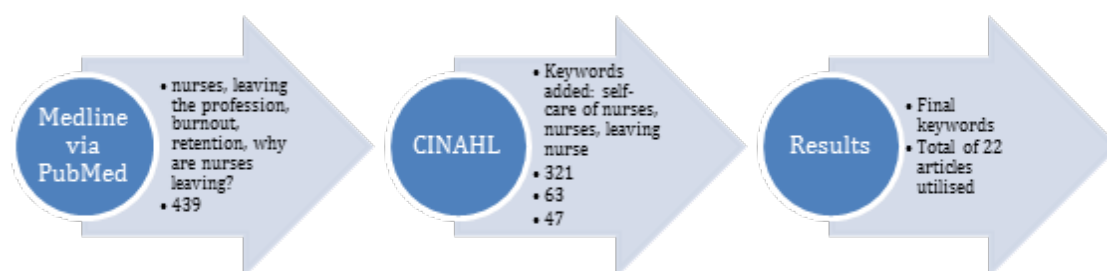 Medline
via
PubMed
• nurses, leaving
the profession,
burnout,
retention, why
are nurses
leaving?
• 439
CINAHL
• Keywords
added: self-
care of nurses,
nurses, leaving
nurse
• 321
• 63
• 47
Results
• Final
keywords
• Total of 22
articles
utilised